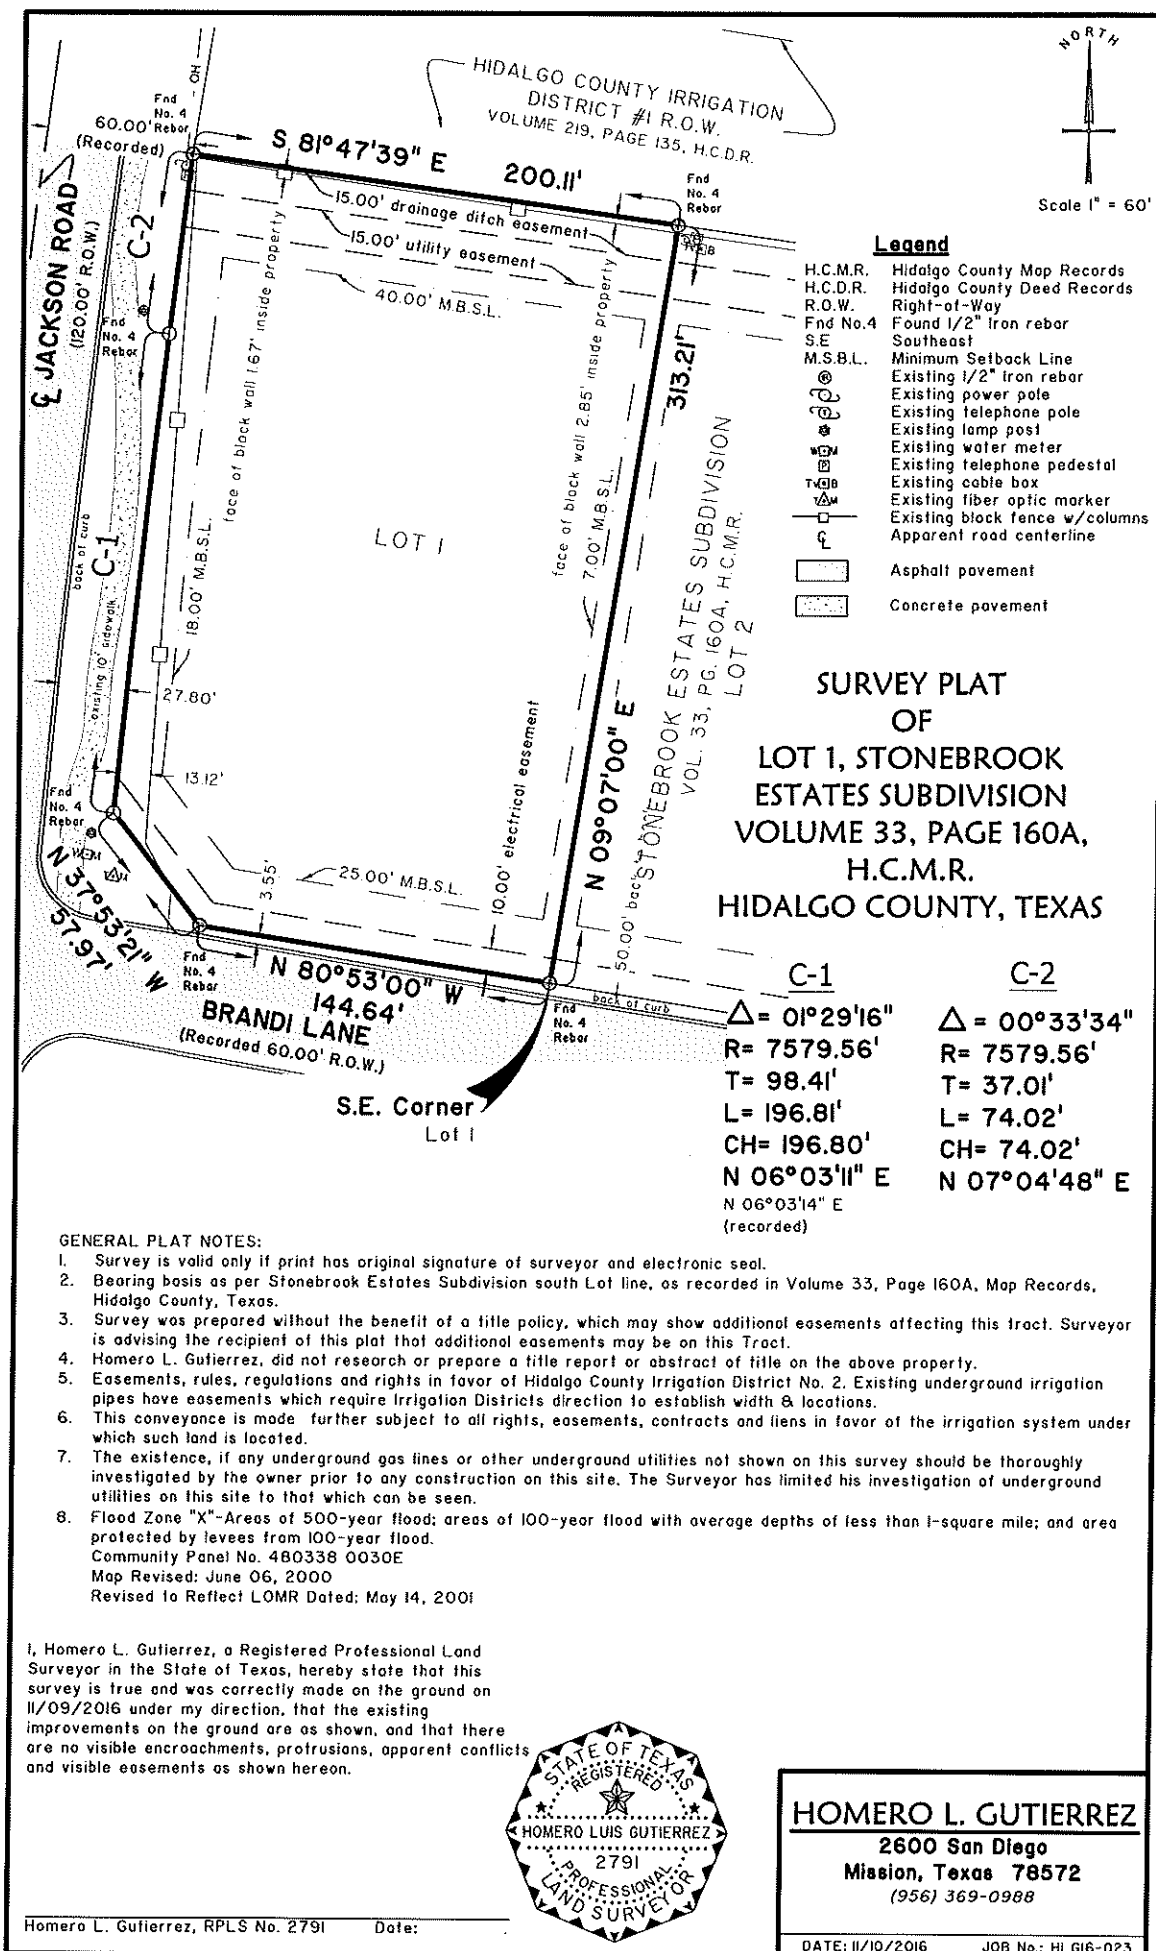 NORTH
Scale 1" = 60'
HIDALGO COUNTY IRRIGATION
DISTRICT #1 R.O.W.
VOLUME 219, PAGE 135, H.C.D.R.
OH
Fnd
No. 4
Rebar
60.00'
(Recorded)
S 81°47'39" E 200.11'
Fnd
No. 4
Rebar
15.00' drainage ditch easement
15.00' utility easement
40.00' M.B.S.L.
℄ JACKSON ROAD
(120.00' R.O.W.)
C-2
Fnd
No. 4
Rebar
face of block wall 1.67' inside property
face of block wall 2.85' inside property
313.21'
7.00' M.B.S.L.
LOT 1
back of curb
C-1
existing 10' sidewalk
18.00' M.B.S.L.
27.80'
13.12'
STONEBROOK ESTATES SUBDIVISION
VOL. 33, PG. 160A, H.C.M.R.
LOT 2
N 09°07'00" E
10.00' electrical easement
Fnd
No. 4
Rebar
WM
N 37°53'21" W
57.97'
3.55'
25.00' M.B.S.L.
50.00'
Fnd
No. 4
Rebar
N 80°53'00" W
144.64'
BRANDI LANE
(Recorded 60.00' R.O.W.)
Fnd
No. 4
Rebar
back of curb
S.E. Corner
Lot 1
Legend
H.C.M.R. Hidalgo County Map Records
H.C.D.R. Hidalgo County Deed Records
R.O.W. Right-of-Way
Fnd No.4 Found 1/2" Iron rebar
S.E Southeast
M.S.B.L. Minimum Setback Line
Existing 1/2" iron rebar
Existing power pole
Existing telephone pole
Existing lamp post
Existing water meter
Existing telephone pedestal
Existing cable box
Existing fiber optic marker
Existing block fence w/columns
℄ Apparent road centerline
Asphalt pavement
Concrete pavement
SURVEY PLAT
OF
LOT 1, STONEBROOK
ESTATES SUBDIVISION
VOLUME 33, PAGE 160A,
H.C.M.R.
HIDALGO COUNTY, TEXAS
C-1
△= 01°29'16"
R= 7579.56'
T= 98.41'
L= 196.81'
CH= 196.80'
N 06°03'11" E
N 06°03'14" E
(recorded)
C-2
△= 00°33'34"
R= 7579.56'
T= 37.01'
L= 74.02'
CH= 74.02'
N 07°04'48" E
GENERAL PLAT NOTES:
1. Survey is valid only if print has original signature of surveyor and electronic seal.
2. Bearing basis as per Stonebrook Estates Subdivision south Lot line, as recorded in Volume 33, Page 160A, Map Records,
Hidalgo County, Texas.
3. Survey was prepared without the benefit of a title policy, which may show additional easements affecting this tract. Surveyor
is advising the recipient of this plat that additional easements may be on this Tract.
4. Homero L. Gutierrez, did not research or prepare a title report or abstract of title on the above property.
5. Easements, rules, regulations and rights in favor of Hidalgo County Irrigation District No. 2. Existing underground irrigation
pipes have easements which require Irrigation Districts direction to establish width & locations.
6. This conveyance is made further subject to all rights, easements, contracts and liens in favor of the irrigation system under
which such land is located.
7. The existence, if any underground gas lines or other underground utilities not shown on this survey should be thoroughly
investigated by the owner prior to any construction on this site. The Surveyor has limited his investigation of underground
utilities on this site to that which can be seen.
8. Flood Zone "X"-Areas of 500-year flood; areas of 100-year flood with average depths of less than 1-square mile; and area
protected by levees from 100-year flood.
Community Panel No. 480338 0030E
Map Revised: June 06, 2000
Revised to Reflect LOMR Dated: May 14, 2001
I, Homero L. Gutierrez, a Registered Professional Land
Surveyor in the State of Texas, hereby state that this
survey is true and was correctly made on the ground on
11/09/2016 under my direction, that the existing
improvements on the ground are as shown, and that there
are no visible encroachments, protrusions, apparent conflicts
and visible easements as shown hereon.
STATE OF TEXAS
REGISTERED
HOMERO LUIS GUTIERREZ
2791
PROFESSIONAL
LAND SURVEYOR
Homero L. Gutierrez, RPLS No. 2791 Date:
HOMERO L. GUTIERREZ
2600 San Diego
Mission, Texas 78572
(956) 369-0988
DATE: 11/10/2016 JOB No.: HLG16-023